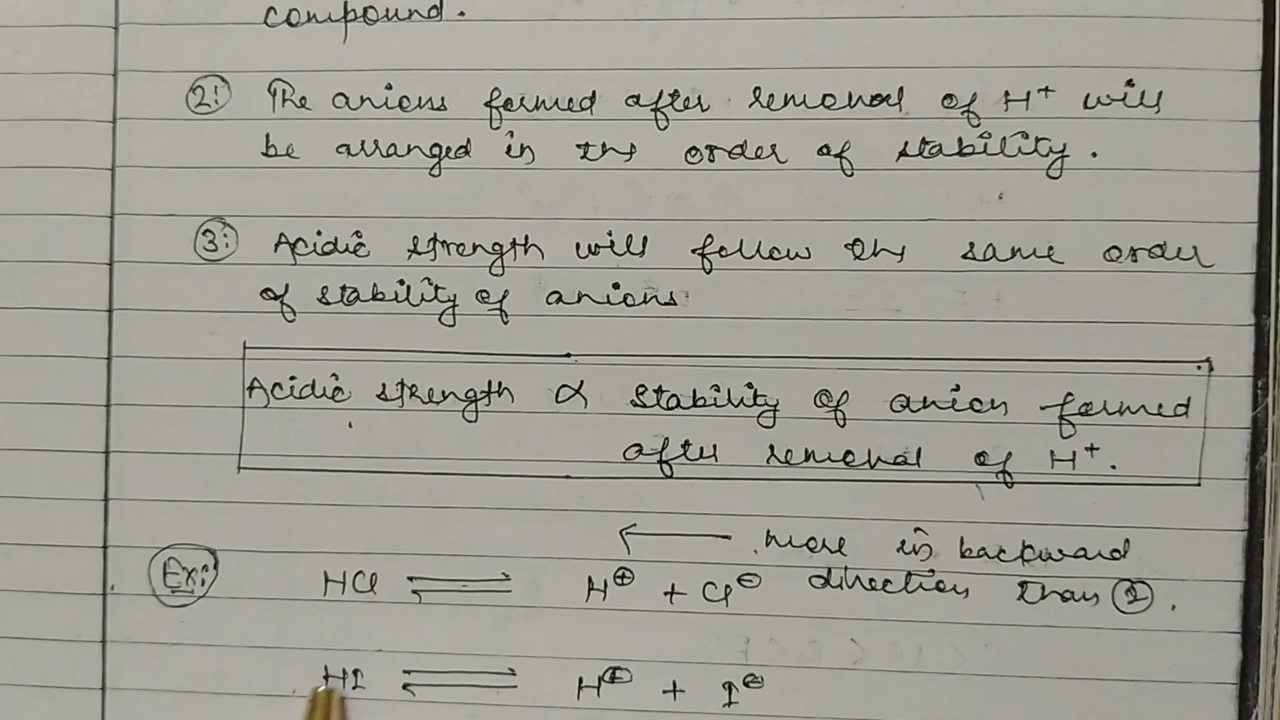 compound.
2: The anions formed after removal of H⁺ will
be arranged in the order of stability.
3: Acidic strength will follow the same order
of stability of anions
Acidic strength ∝ stability of anion formed
after removal of H⁺.
← more in backward
Ex: HCl ⇌ H⊕ + Cl⊖ direction than ②.
HI ⇌ H⊕ + I⊖